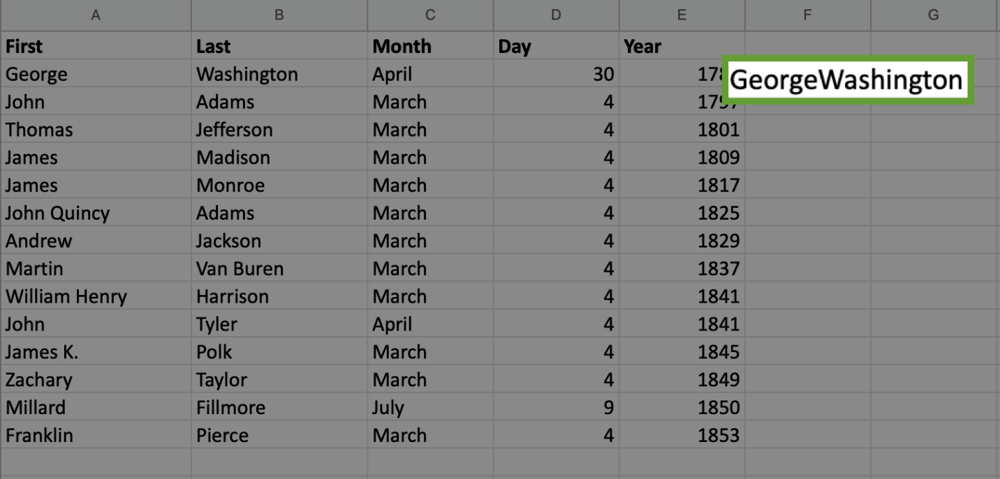 A B C D E F G
First Last Month Day Year
George Washington April 30 GeorgeWashington
John Adams March 4 1797
Thomas Jefferson March 4 1801
James Madison March 4 1809
James Monroe March 4 1817
John Quincy Adams March 4 1825
Andrew Jackson March 4 1829
Martin Van Buren March 4 1837
William Henry Harrison March 4 1841
John Tyler April 4 1841
James K. Polk March 4 1845
Zachary Taylor March 4 1849
Millard Fillmore July 9 1850
Franklin Pierce March 4 1853